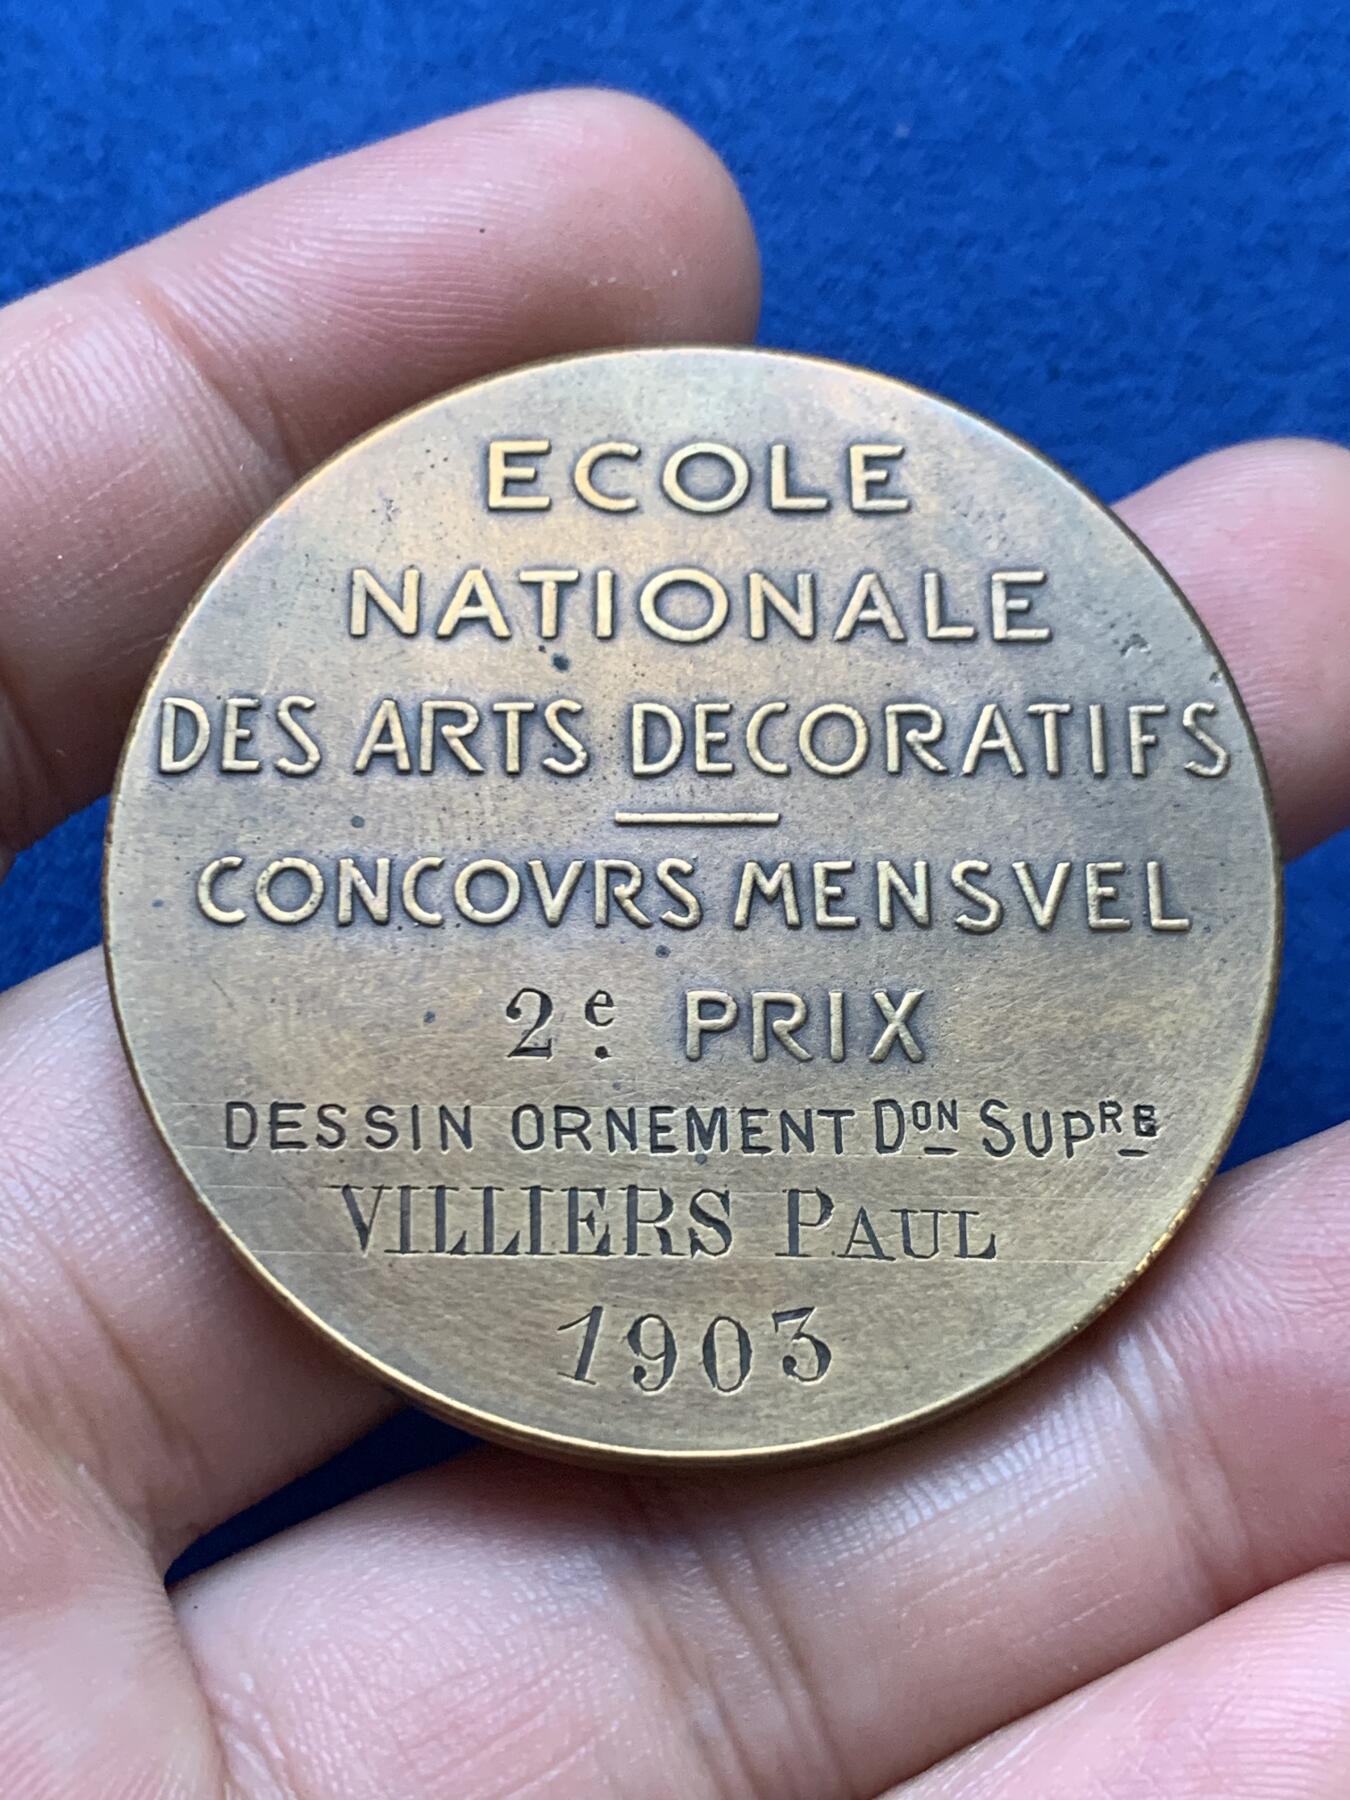 ECOLE
NATIONALE
DES ARTS DECORATIFS
CONCOVRS MENSVEL
2e. PRIX
DESSIN ORNEMENT DON SUPRE
VILLIERS PAUL
1903